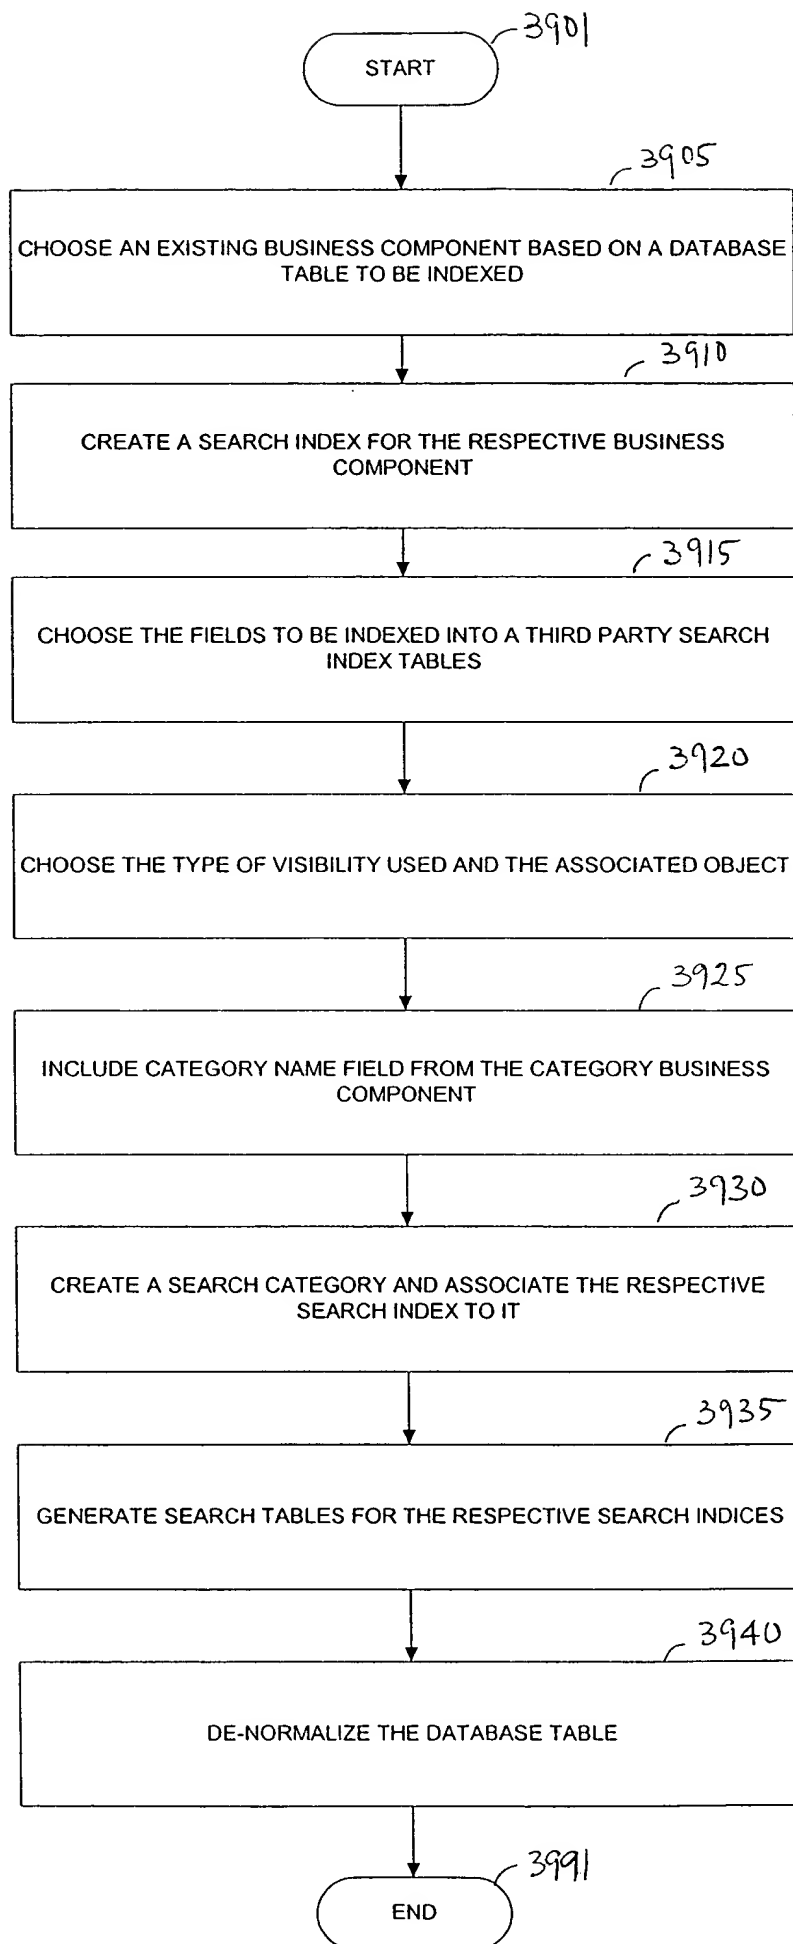 3901
START
3905
CHOOSE AN EXISTING BUSINESS COMPONENT BASED ON A DATABASE
TABLE TO BE INDEXED
3910
CREATE A SEARCH INDEX FOR THE RESPECTIVE BUSINESS
COMPONENT
3915
CHOOSE THE FIELDS TO BE INDEXED INTO A THIRD PARTY SEARCH
INDEX TABLES
3920
CHOOSE THE TYPE OF VISIBILITY USED AND THE ASSOCIATED OBJECT
3925
INCLUDE CATEGORY NAME FIELD FROM THE CATEGORY BUSINESS
COMPONENT
3930
CREATE A SEARCH CATEGORY AND ASSOCIATE THE RESPECTIVE
SEARCH INDEX TO IT
3935
GENERATE SEARCH TABLES FOR THE RESPECTIVE SEARCH INDICES
3940
DE-NORMALIZE THE DATABASE TABLE
3991
END